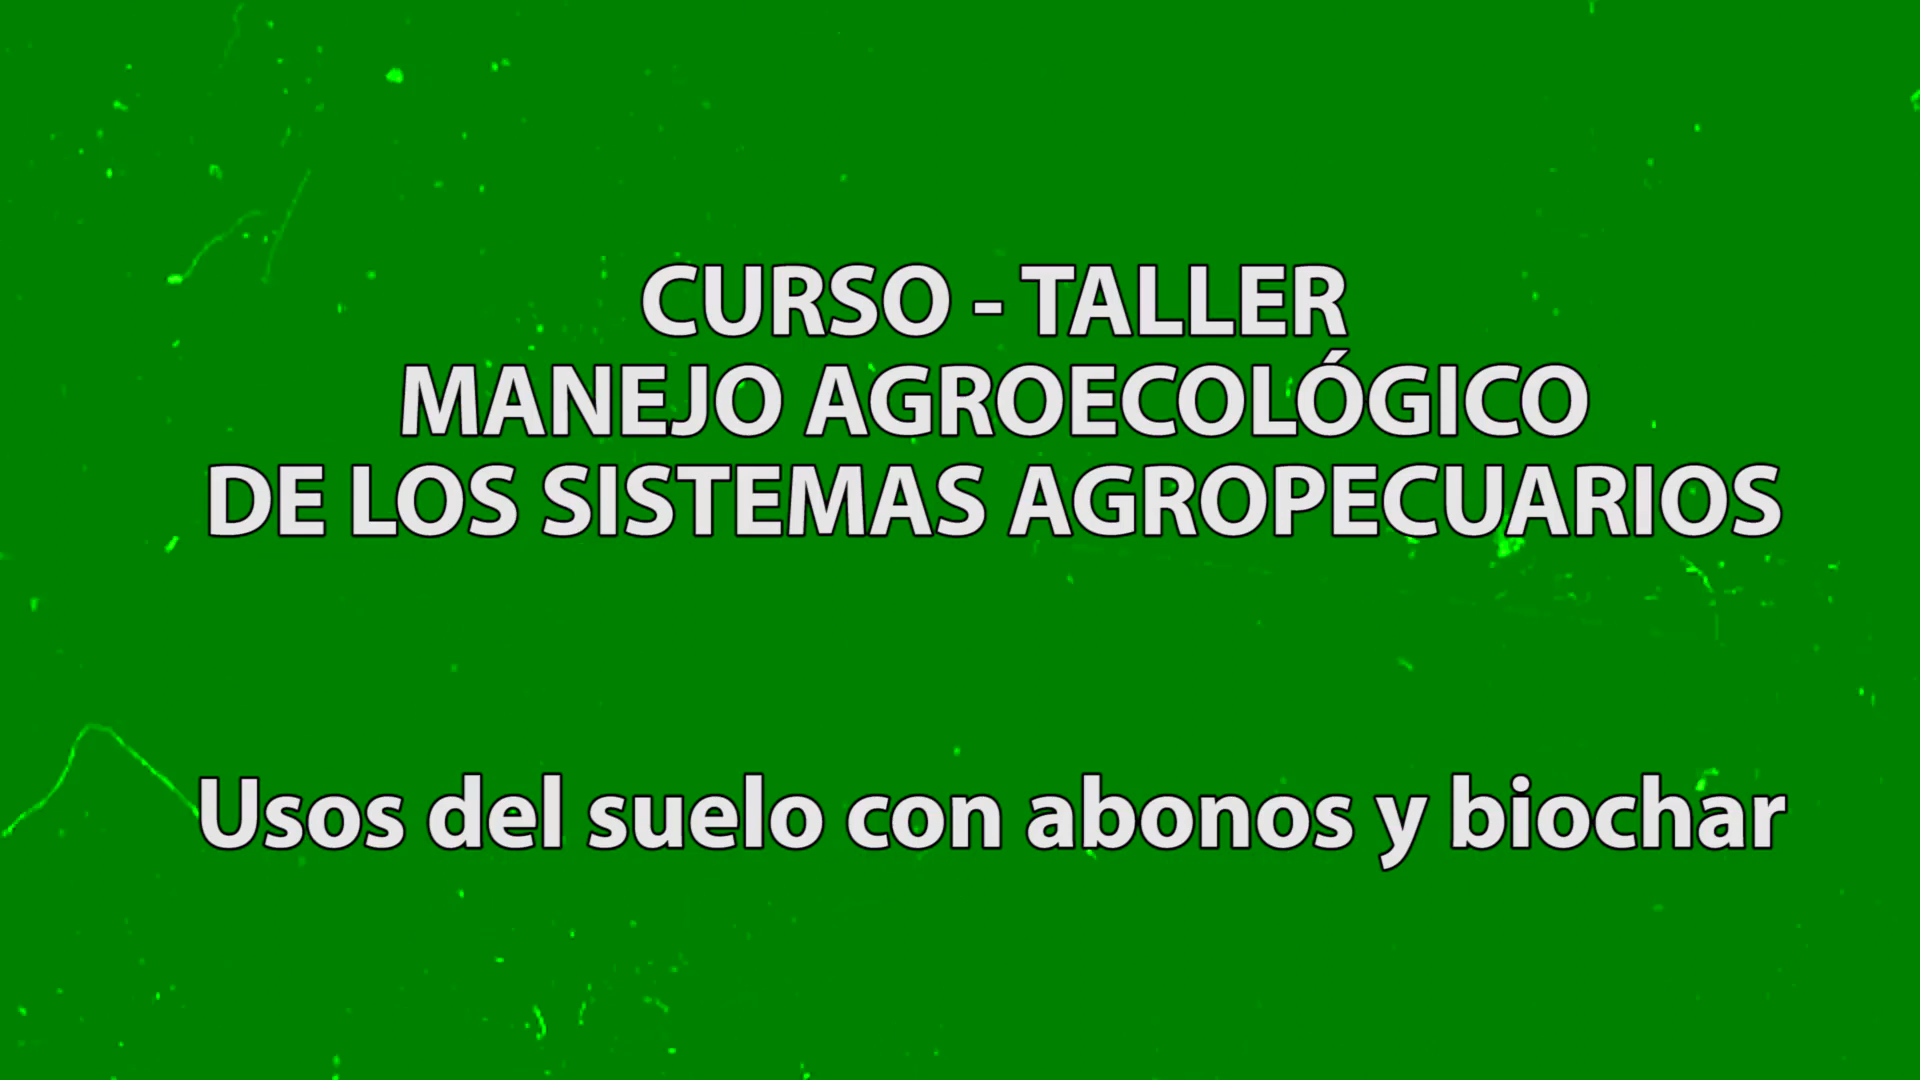 CURSO - TALLER
MANEJO AGROECOLÓGICO
DE LOS SISTEMAS AGROPECUARIOS
Usos del suelo con abonos y biochar